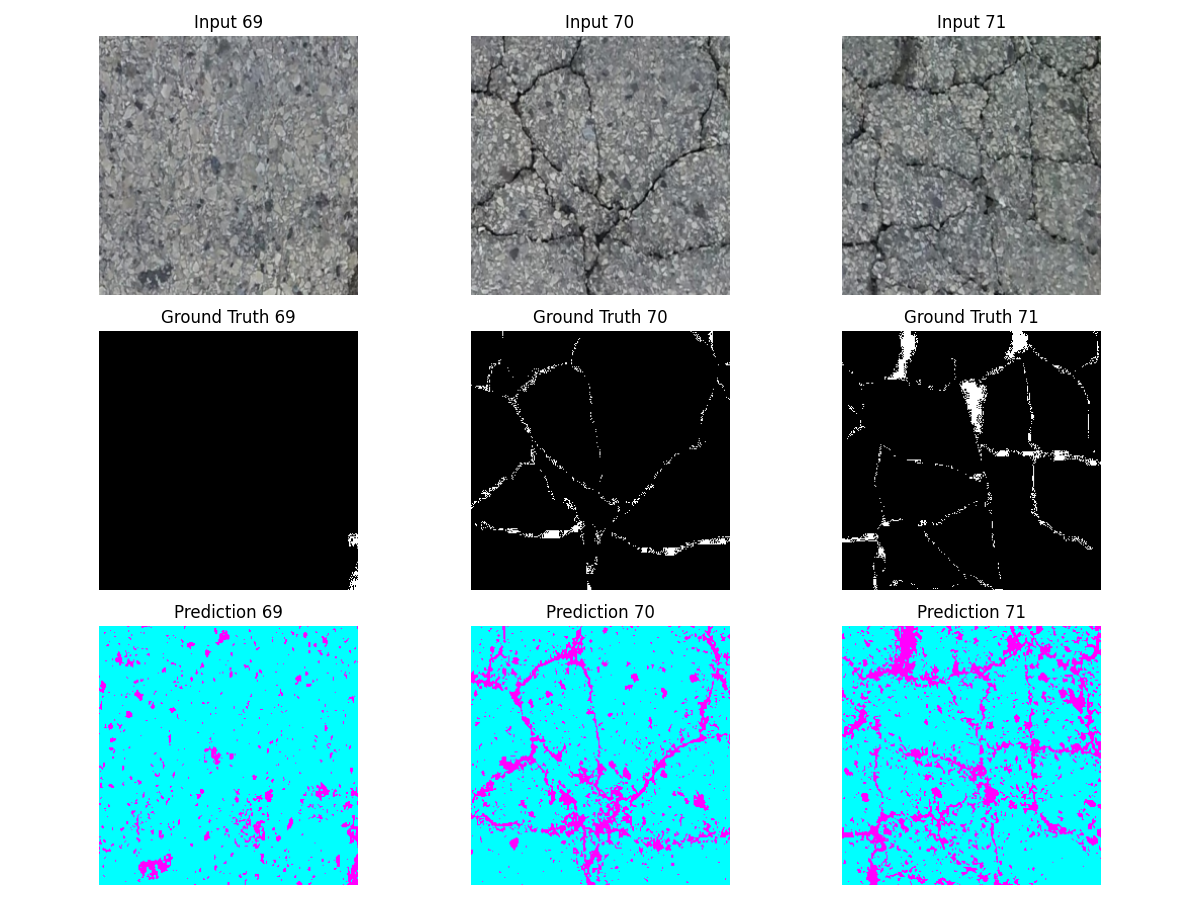 Input 69
Input 70
Input 71
Ground Truth 69
Ground Truth 70
Ground Truth 71
Prediction 69
Prediction 70
Prediction 71